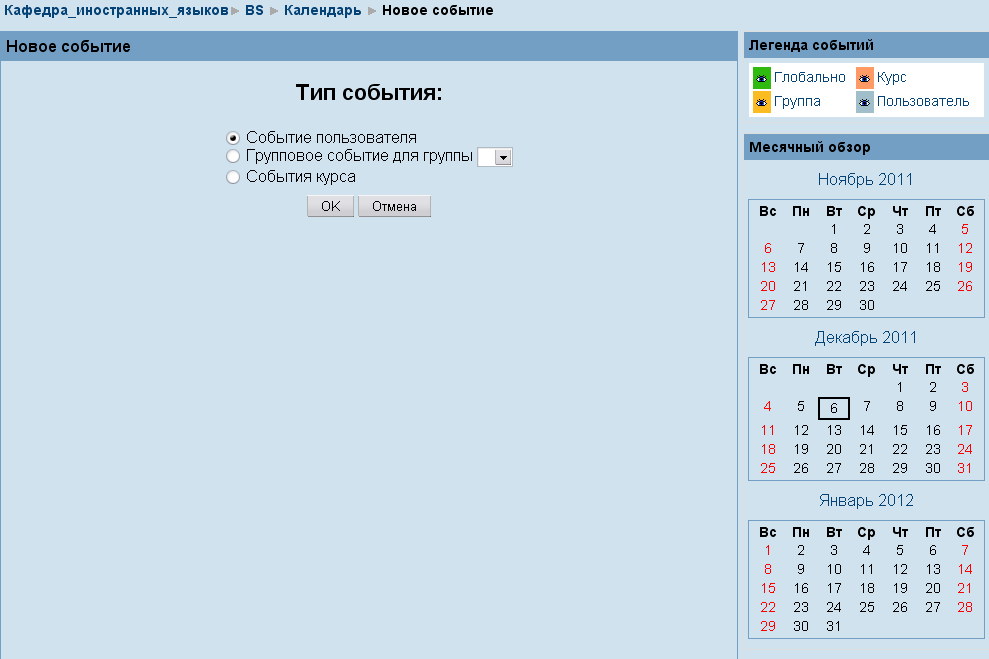 Кафедра_иностранных_языков ► BS ► Календарь ► Новое событие
Новое событие
Тип события:
Событие пользователя
Групповое событие для группы
События курса
OK Отмена
Легенда событий
Глобально Курс
Группа Пользователь
Месячный обзор
Ноябрь 2011
Вс Пн Вт Ср Чт Пт Сб
1 2 3 4 5
6 7 8 9 10 11 12
13 14 15 16 17 18 19
20 21 22 23 24 25 26
27 28 29 30
Декабрь 2011
Вс Пн Вт Ср Чт Пт Сб
1 2 3
4 5 6 7 8 9 10
11 12 13 14 15 16 17
18 19 20 21 22 23 24
25 26 27 28 29 30 31
Январь 2012
Вс Пн Вт Ср Чт Пт Сб
1 2 3 4 5 6 7
8 9 10 11 12 13 14
15 16 17 18 19 20 21
22 23 24 25 26 27 28
29 30 31